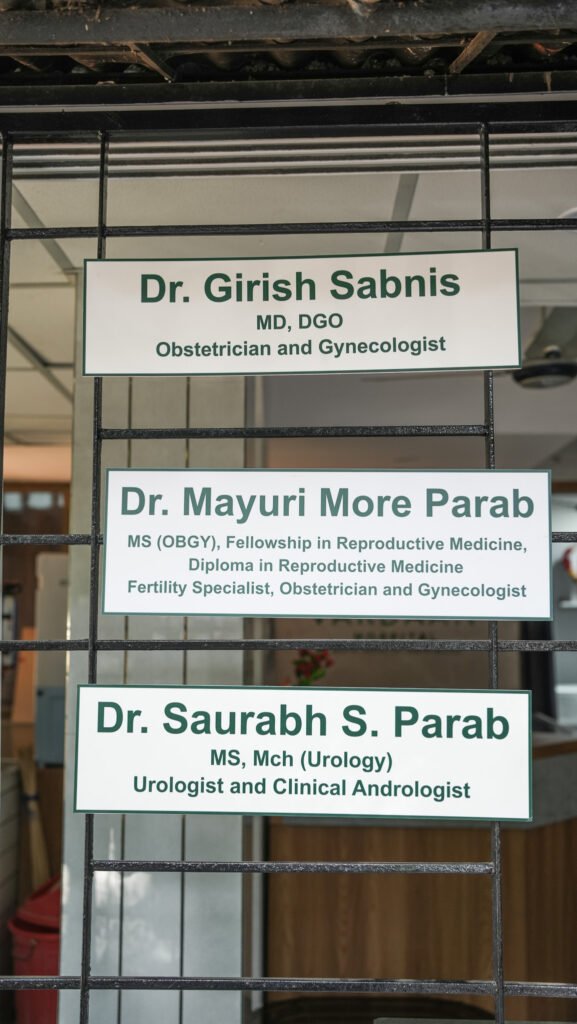 Dr. Girish Sabnis
MD, DGO
Obstetrician and Gynecologist
Dr. Mayuri More Parab
MS (OBGY), Fellowship in Reproductive Medicine,
Diploma in Reproductive Medicine
Fertility Specialist, Obstetrician and Gynecologist
Dr. Saurabh S. Parab
MS, Mch (Urology)
Urologist and Clinical Andrologist